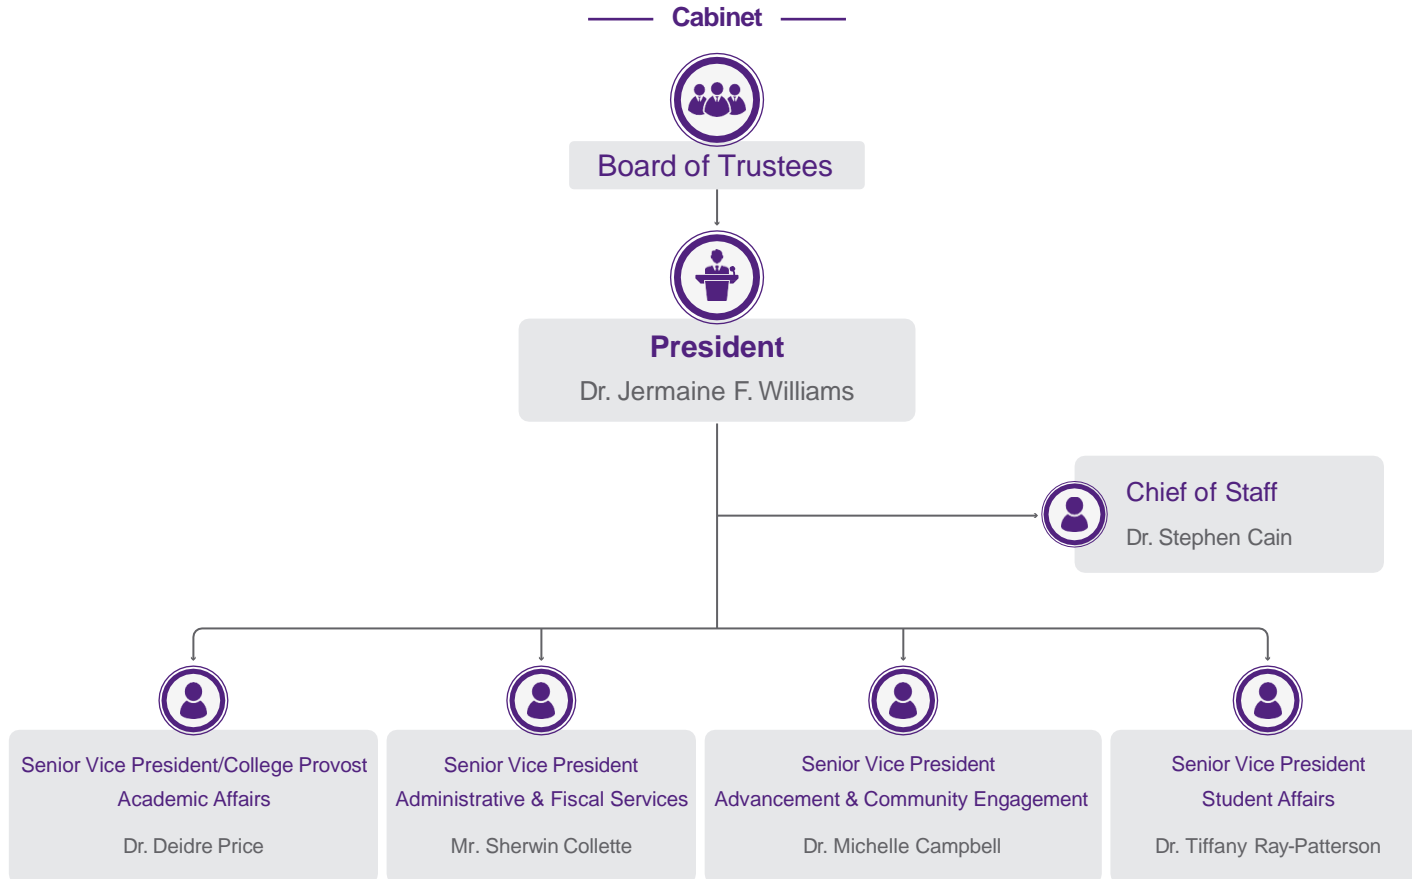 Cabinet
Board of Trustees
President
Dr. Jermaine F. Williams
Chief of Staff
Dr. Stephen Cain
Senior Vice President/College Provost
Academic Affairs
Dr. Deidre Price
Senior Vice President
Administrative & Fiscal Services
Mr. Sherwin Collette
Senior Vice President
Advancement & Community Engagement
Dr. Michelle Campbell
Senior Vice President
Student Affairs
Dr. Tiffany Ray-Patterson